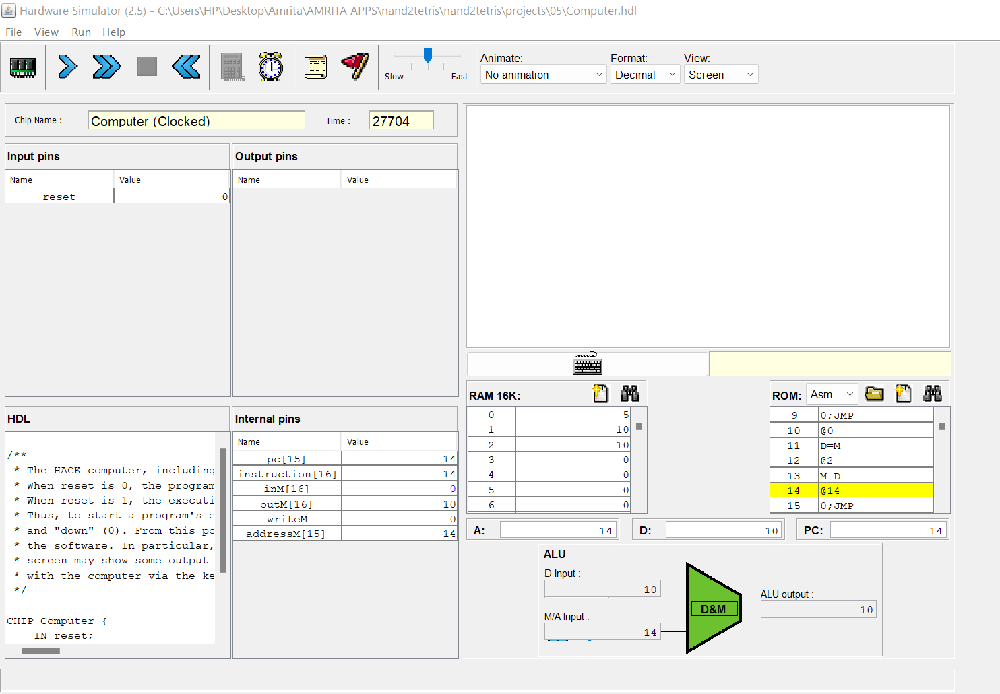 Hardware Simulator (2.5) - C:\Users\HP\Desktop\Amrita\AMRITA APPS\nand2tetris\nand2tetris\projects\05\Computer.hdl
File View Run Help
Slow Fast
Animate: Format: View:
No animation Decimal Screen
Chip Name : Computer (Clocked) Time : 27704
Input pins
Name Value
reset 0
Output pins
Name Value
HDL
/**
* The HACK computer, including
* When reset is 0, the program
* When reset is 1, the executi
* Thus, to start a program's e
* and "down" (0). From this po
* the software. In particular,
* screen may show some output
* with the computer via the ke
*/
CHIP Computer {
IN reset;
Internal pins
Name Value
pc[15] 14
instruction[16] 14
inM[16] 0
outM[16] 10
writeM 0
addressM[15] 14
RAM 16K:
0 5
1 10
2 10
3 0
4 0
5 0
6 0
ROM: Asm
9 0;JMP
10 @0
11 D=M
12 @2
13 M=D
14 @14
15 0;JMP
A: 14
D: 10
PC: 14
ALU
D Input :
10
M/A Input :
14
D&M
ALU output :
10